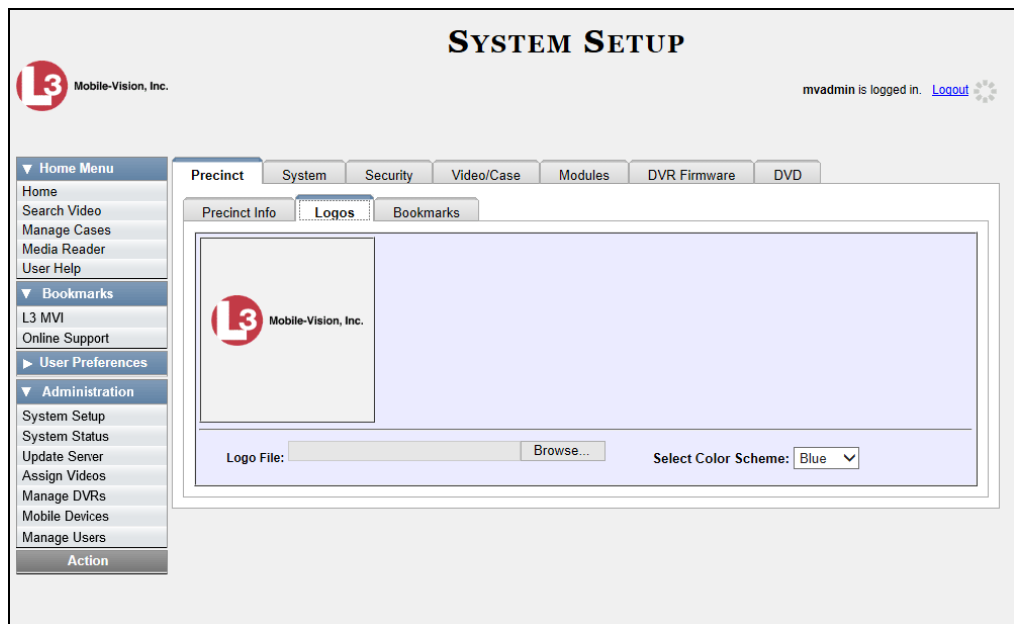 SYSTEM SETUP
L3 Mobile-Vision, Inc.
mvadmin is logged in. Logout
▼ Home Menu
Home
Search Video
Manage Cases
Media Reader
User Help
▼ Bookmarks
L3 MVI
Online Support
▶ User Preferences
▼ Administration
System Setup
System Status
Update Server
Assign Videos
Manage DVRs
Mobile Devices
Manage Users
Action
Precinct System Security Video/Case Modules DVR Firmware DVD
Precinct Info Logos Bookmarks
L3 Mobile-Vision, Inc.
Logo File: Browse... Select Color Scheme: Blue